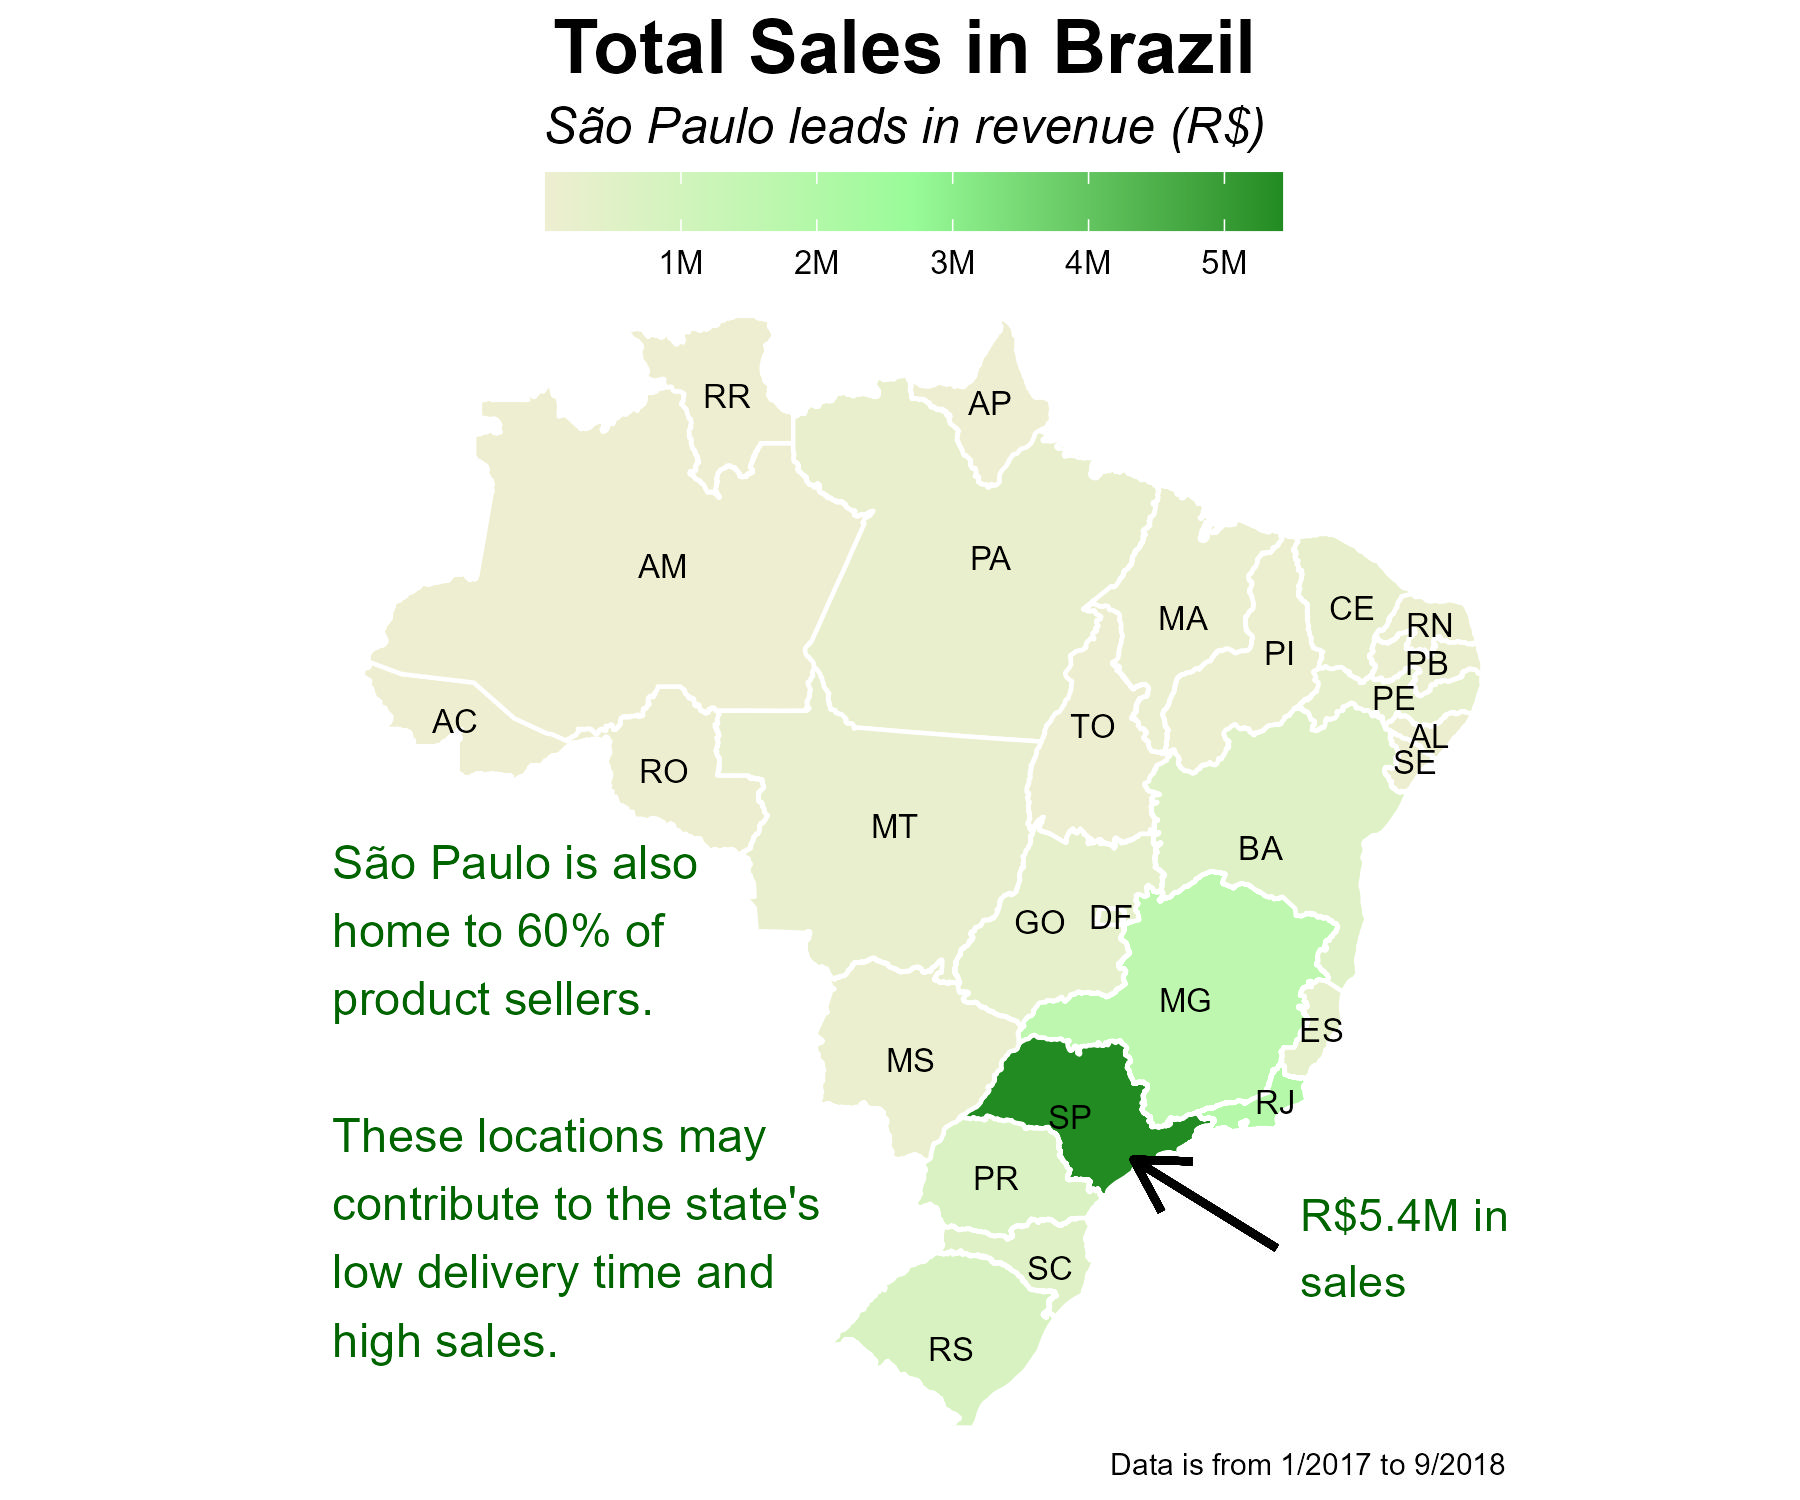 Total Sales in Brazil
São Paulo leads in revenue (R$)
1M 2M 3M 4M 5M
RR
AP
AM
PA
MA
CE
RN
PI
PB
PE
AC
TO
AL
SE
RO
MT
BA
São Paulo is also
home to 60% of
product sellers.
GO
DF
MG
ES
MS
RJ
SP
These locations may
contribute to the state's
low delivery time and
high sales.
PR
R$5.4M in
sales
SC
RS
Data is from 1/2017 to 9/2018